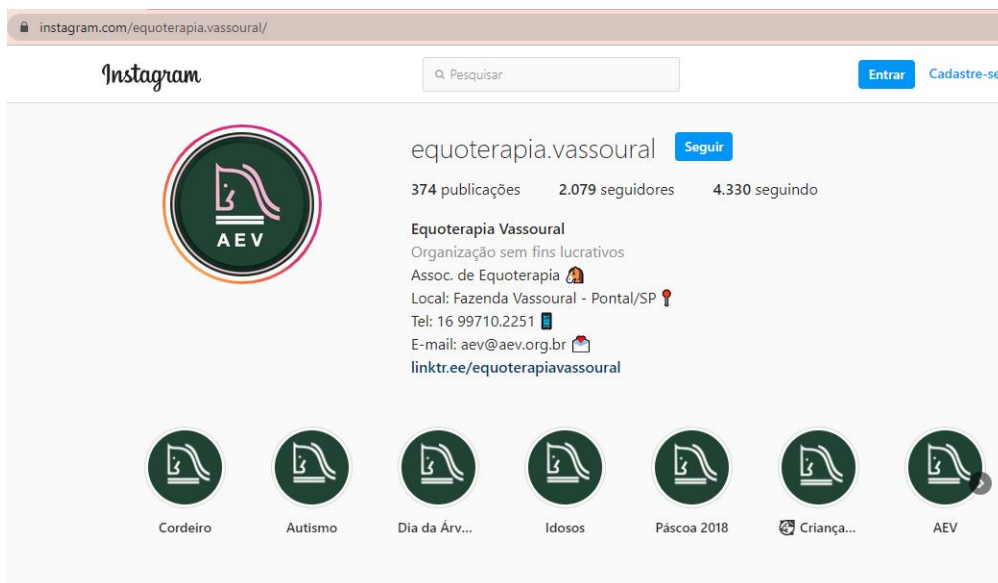 instagram.com/equoterapia.vassoural/
Instagram
Pesquisar
Entrar
Cadastre-se
AEV
equoterapia.vassoural
Seguir
374 publicações 2.079 seguidores 4.330 seguindo
Equoterapia Vassoural
Organização sem fins lucrativos
Assoc. de Equoterapia
Local: Fazenda Vassoural - Pontal/SP
Tel: 16 99710.2251
E-mail: aev@aev.org.br
linktr.ee/equoterapiavassoural
Cordeiro
Autismo
Dia da Árv...
Idosos
Páscoa 2018
Criança...
AEV